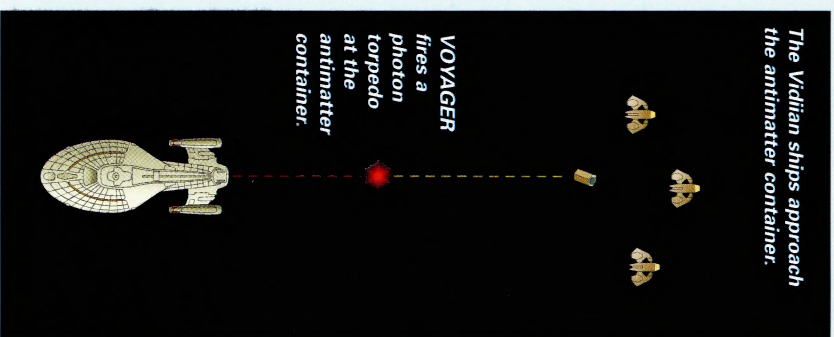 The Vidiian ships approach
the antimatter container.
VOYAGER
fires a
photon
torpedo
at the
antimatter
container.